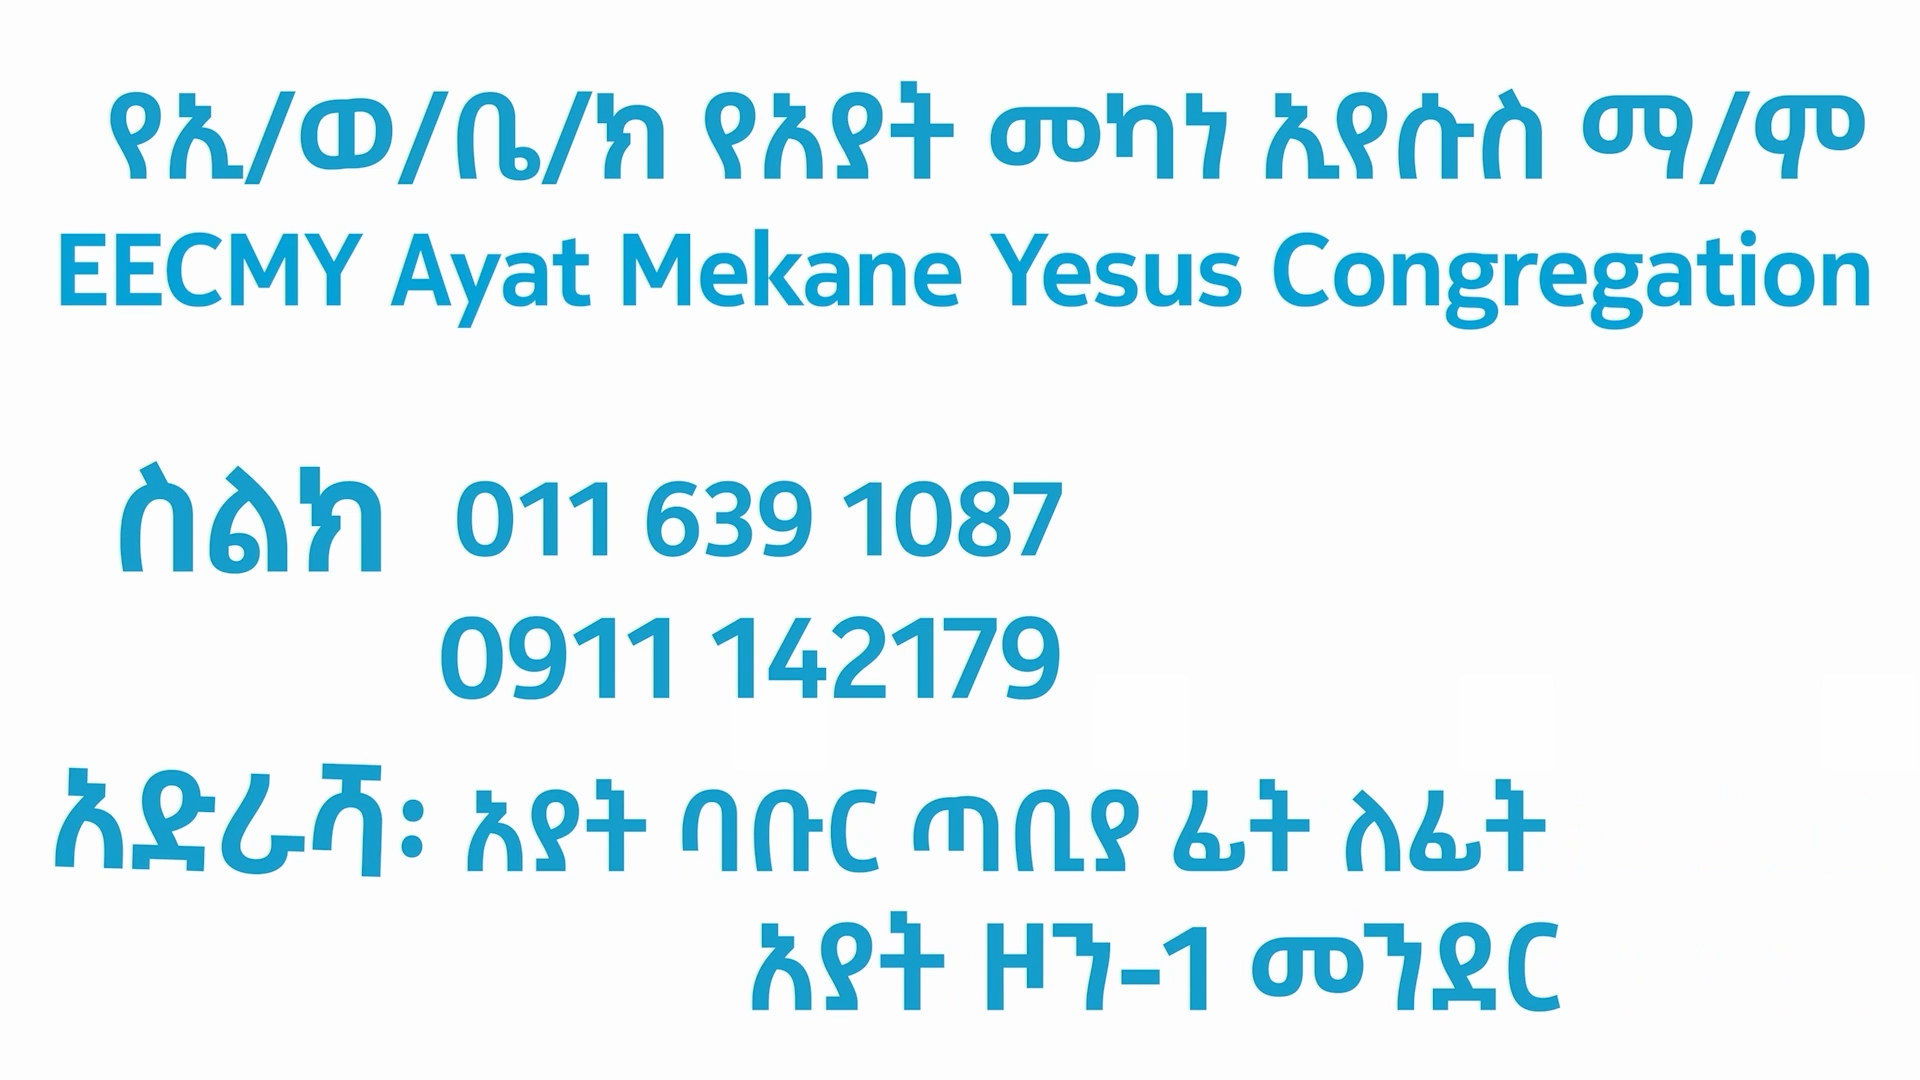 የኢ/ወ/ቤ/ክ የአያት መካነ ኢየሱስ ማ/ም
EECMY Ayat Mekane Yesus Congregation
ስልክ 011 639 1087
0911 142179
አድራሻ፡ አያት ባቡር ጣቢያ ፊት ለፊት
አያት ዞን-1 መንደር